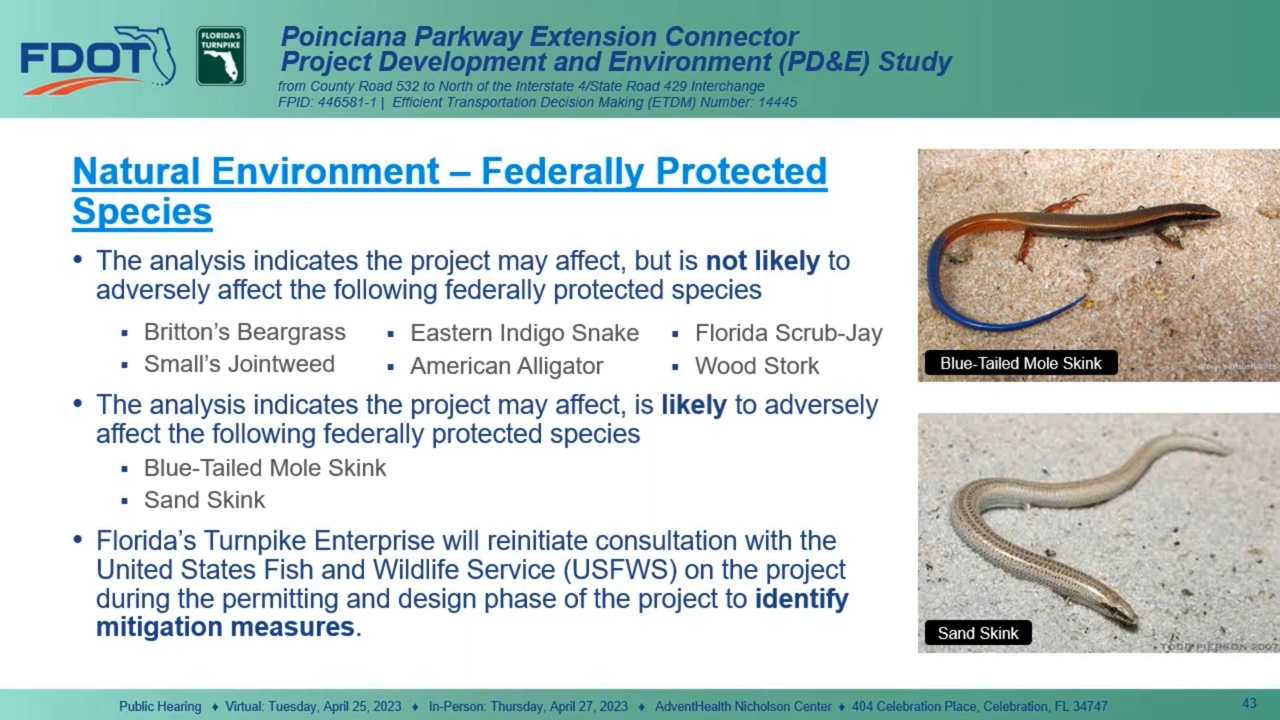 FDOT
FLORIDA'S
TURNPIKE
Poinciana Parkway Extension Connector
Project Development and Environment (PD&E) Study
from County Road 532 to North of the Interstate 4/State Road 429 Interchange
FPID: 446581-1 | Efficient Transportation Decision Making (ETDM) Number: 14445
Natural Environment – Federally Protected
Species
• The analysis indicates the project may affect, but is not likely to
adversely affect the following federally protected species
▪ Britton's Beargrass ▪ Eastern Indigo Snake ▪ Florida Scrub-Jay
▪ Small's Jointweed ▪ American Alligator ▪ Wood Stork
• The analysis indicates the project may affect, is likely to adversely
affect the following federally protected species
▪ Blue-Tailed Mole Skink
▪ Sand Skink
• Florida's Turnpike Enterprise will reinitiate consultation with the
United States Fish and Wildlife Service (USFWS) on the project
during the permitting and design phase of the project to identify
mitigation measures.
Blue-Tailed Mole Skink
Sand Skink
TODD PIERSON 2007
Public Hearing ♦ Virtual: Tuesday, April 25, 2023 ♦ In-Person: Thursday, April 27, 2023 ♦ AdventHealth Nicholson Center ♦ 404 Celebration Place, Celebration, FL 34747
43